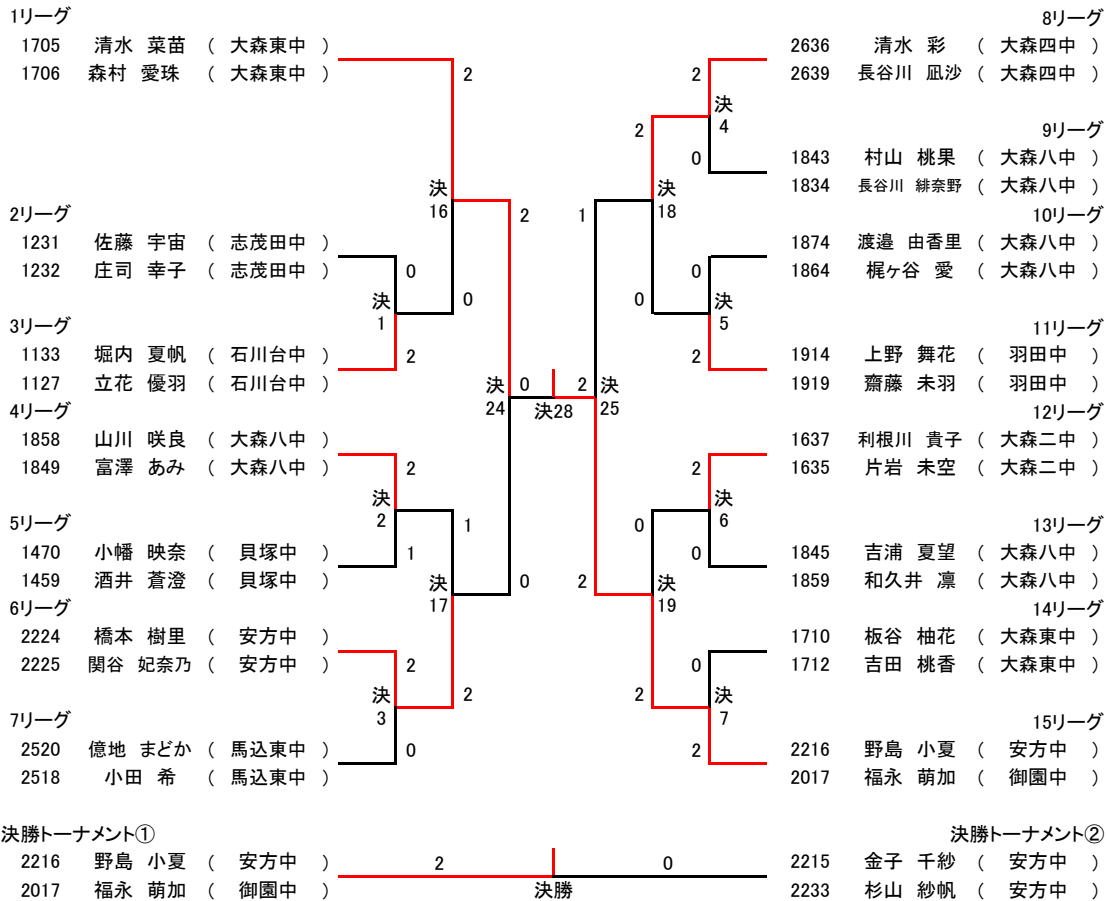 1リーグ
1705 清水 菜苗 ( 大森東中 )
1706 森村 愛珠 ( 大森東中 )
2
決
16
2リーグ
1231 佐藤 宇宙 ( 志茂田中 )
1232 庄司 幸子 ( 志茂田中 )
0
決
1
0
3リーグ
1133 堀内 夏帆 ( 石川台中 )
1127 立花 優羽 ( 石川台中 )
2
2
決
24
4リーグ
1858 山川 咲良 ( 大森八中 )
1849 富澤 あみ ( 大森八中 )
2
決
2
1
5リーグ
1470 小幡 映奈 ( 貝塚中 )
1459 酒井 蒼澄 ( 貝塚中 )
1
決
17
0
6リーグ
2224 橋本 樹里 ( 安方中 )
2225 関谷 妃奈乃 ( 安方中 )
2
決
3
2
7リーグ
2520 億地 まどか ( 馬込東中 )
2518 小田 希 ( 馬込東中 )
0
0
決28
2
8リーグ
2636 清水 彩 ( 大森四中 )
2639 長谷川 凪沙 ( 大森四中 )
2
決
4
2
9リーグ
1843 村山 桃果 ( 大森八中 )
1834 長谷川 緋奈野 ( 大森八中 )
0
決
18
1
10リーグ
1874 渡邉 由香里 ( 大森八中 )
1864 梶ヶ谷 愛 ( 大森八中 )
0
決
5
0
11リーグ
1914 上野 舞花 ( 羽田中 )
1919 齋藤 未羽 ( 羽田中 )
2
決
25
12リーグ
1637 利根川 貴子 ( 大森二中 )
1635 片岩 未空 ( 大森二中 )
2
決
6
0
13リーグ
1845 吉浦 夏望 ( 大森八中 )
1859 和久井 凛 ( 大森八中 )
0
決
19
2
14リーグ
1710 板谷 柚花 ( 大森東中 )
1712 吉田 桃香 ( 大森東中 )
0
決
7
2
15リーグ
2216 野島 小夏 ( 安方中 )
2017 福永 萌加 ( 御園中 )
2
決勝トーナメント①
2216 野島 小夏 ( 安方中 )
2017 福永 萌加 ( 御園中 )
2
決勝
0
決勝トーナメント②
2215 金子 千紗 ( 安方中 )
2233 杉山 紗帆 ( 安方中 )